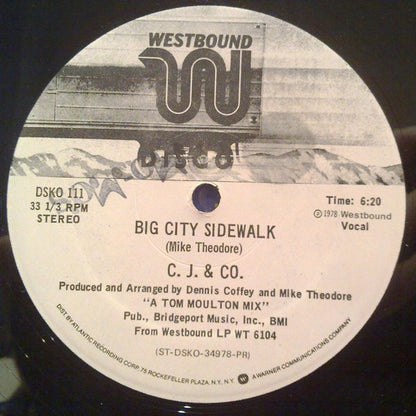 WESTBOUND
DISCO
DSKO 111
33 1/3 RPM
STEREO
Time: 6:20
℗1978 Westbound
Vocal
BIG CITY SIDEWALK
(Mike Theodore)
C. J. & CO.
Produced and Arranged by Dennis Coffey and Mike Theodore
"A TOM MOULTON MIX"
Pub., Bridgeport Music, Inc., BMI
From Westbound LP WT 6104
(ST-DSKO-34978-PR)
DIST. BY ATLANTIC RECORDING CORP. 75 ROCKEFELLER PLAZA, N.Y. N.Y. W A WARNER COMMUNICATIONS COMPANY